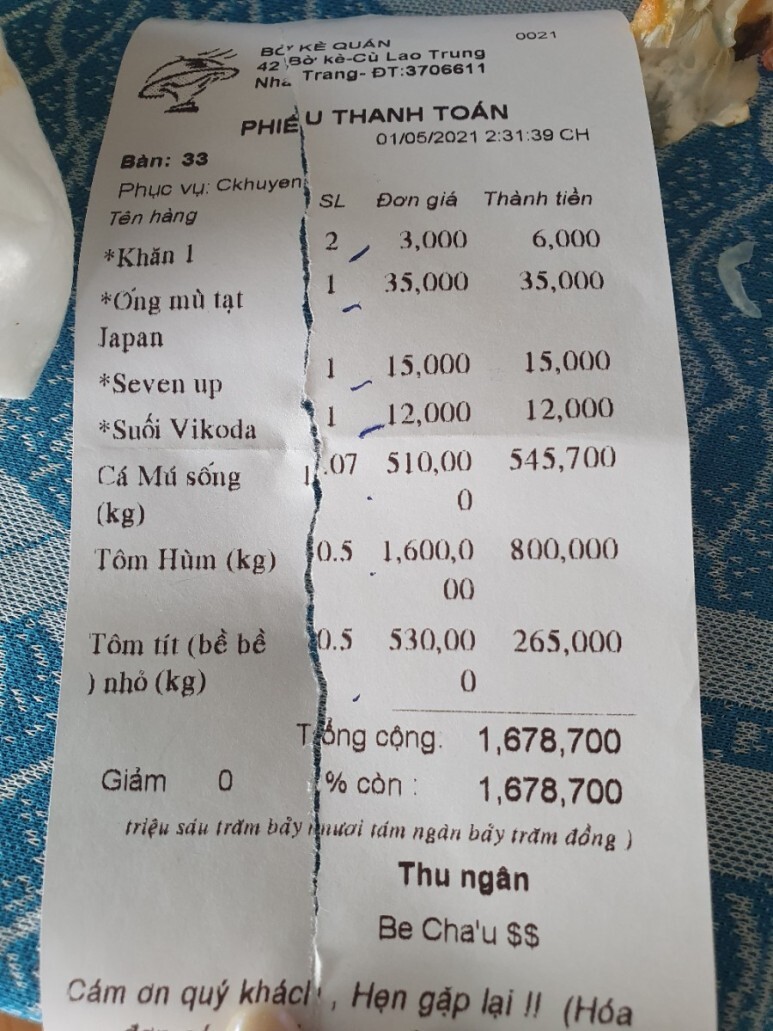 0021
BỜ KÈ QUÁN
42 Bờ kè-Cù Lao Trung
Nha Trang- ĐT:3706611
PHIẾU THANH TOÁN
01/05/2021 2:31:39 CH
Bàn: 33
Phục vụ: Ckhuyen
Tên hàng SL Đơn giá Thành tiền
*Khăn 1 2 3,000 6,000
*Ống mù tạt 1 35,000 35,000
Japan
*Seven up 1 15,000 15,000
*Suối Vikoda 1 12,000 12,000
Cá Mú sống 1.07 510,00 545,700
(kg) 0
Tôm Hùm (kg) 0.5 1,600,0 800,000
00
Tôm tít (bề bề 0.5 530,00 265,000
) nhỏ (kg) 0
Tổng cộng: 1,678,700
Giảm 0 % còn : 1,678,700
triệu sáu trăm bảy mươi tám ngàn bảy trăm đồng )
Thu ngân
Be Cha'u $$
Cám ơn quý khách , Hẹn gặp lại !! (Hóa